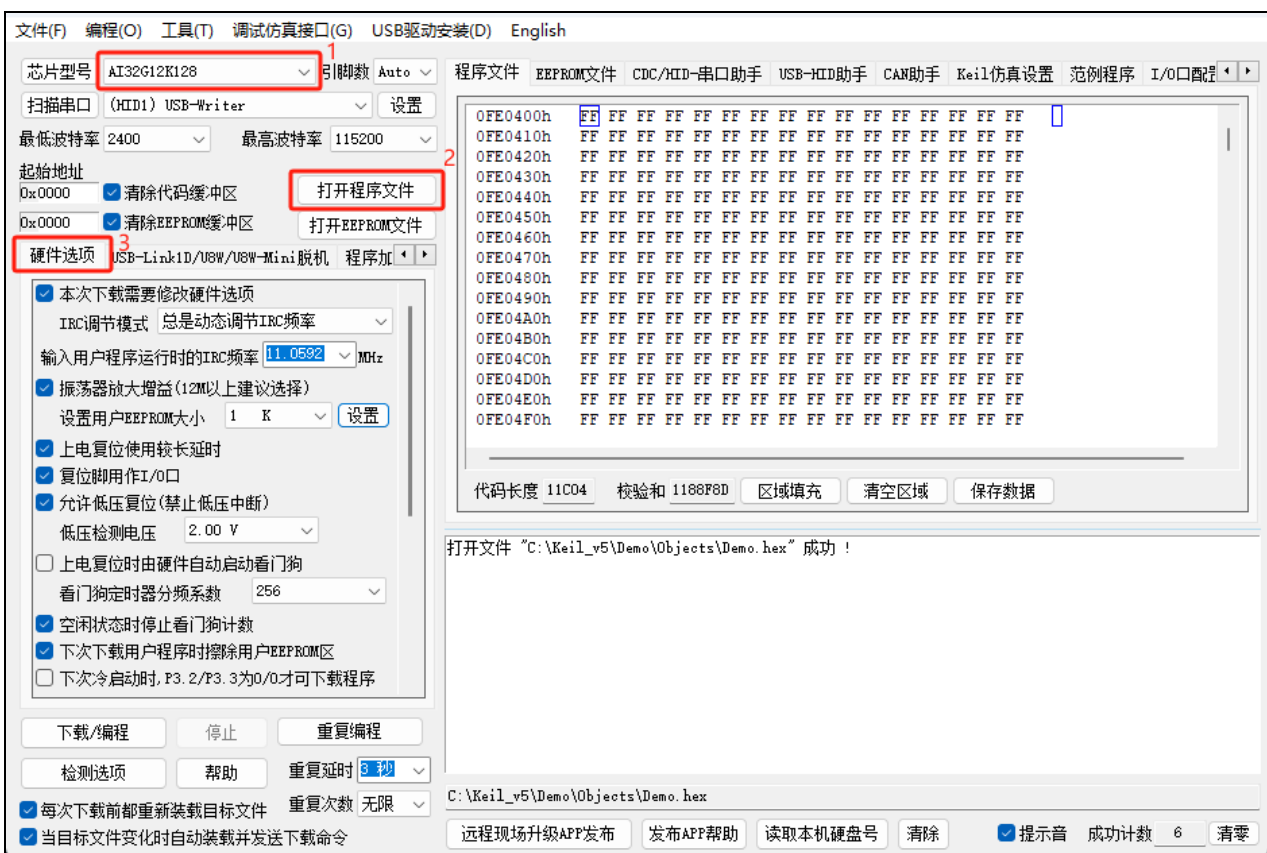 文件(F) 编程(O) 工具(T) 调试仿真接口(G) USB驱动安装(D) English
1
芯片型号 AI32G12K128 引脚数 Auto
扫描串口 (HID1) USB-Writer 设置
最低波特率 2400 最高波特率 115200
2
起始地址
0x0000 清除代码缓冲区 打开程序文件
0x0000 清除EEPROM缓冲区 打开EEPROM文件
3
硬件选项 USB-Link1D/U8W/U8W-Mini脱机 程序加
本次下载需要修改硬件选项
IRC调节模式 总是动态调节IRC频率
输入用户程序运行时的IRC频率 11.0592 MHz
振荡器放大增益(12M以上建议选择)
设置用户EEPROM大小 1 K 设置
上电复位使用较长延时
复位脚用作I/O口
允许低压复位(禁止低压中断)
低压检测电压 2.00 V
上电复位时由硬件自动启动看门狗
看门狗定时器分频系数 256
空闲状态时停止看门狗计数
下次下载用户程序时擦除用户EEPROM区
下次冷启动时,P3.2/P3.3为0/0才可下载程序
下载/编程 停止 重复编程
检测选项 帮助 重复延时 3 秒
每次下载前都重新装载目标文件 重复次数 无限
当目标文件变化时自动装载并发送下载命令
程序文件 EEPROM文件 CDC/HID-串口助手 USB-HID助手 CAN助手 Keil仿真设置 范例程序 I/O口配
0FE0400h FF FF FF FF FF FF FF FF FF FF FF FF FF FF FF FF
0FE0410h FF FF FF FF FF FF FF FF FF FF FF FF FF FF FF FF
0FE0420h FF FF FF FF FF FF FF FF FF FF FF FF FF FF FF FF
0FE0430h FF FF FF FF FF FF FF FF FF FF FF FF FF FF FF FF
0FE0440h FF FF FF FF FF FF FF FF FF FF FF FF FF FF FF FF
0FE0450h FF FF FF FF FF FF FF FF FF FF FF FF FF FF FF FF
0FE0460h FF FF FF FF FF FF FF FF FF FF FF FF FF FF FF FF
0FE0470h FF FF FF FF FF FF FF FF FF FF FF FF FF FF FF FF
0FE0480h FF FF FF FF FF FF FF FF FF FF FF FF FF FF FF FF
0FE0490h FF FF FF FF FF FF FF FF FF FF FF FF FF FF FF FF
0FE04A0h FF FF FF FF FF FF FF FF FF FF FF FF FF FF FF FF
0FE04B0h FF FF FF FF FF FF FF FF FF FF FF FF FF FF FF FF
0FE04C0h FF FF FF FF FF FF FF FF FF FF FF FF FF FF FF FF
0FE04D0h FF FF FF FF FF FF FF FF FF FF FF FF FF FF FF FF
0FE04E0h FF FF FF FF FF FF FF FF FF FF FF FF FF FF FF FF
0FE04F0h FF FF FF FF FF FF FF FF FF FF FF FF FF FF FF FF
代码长度 11C04 校验和 1188F8D 区域填充 清空区域 保存数据
打开文件 "C:\Keil_v5\Demo\Objects\Demo.hex" 成功 !
C:\Keil_v5\Demo\Objects\Demo.hex
远程现场升级APP发布 发布APP帮助 读取本机硬盘号 清除 提示音 成功计数 6 清零